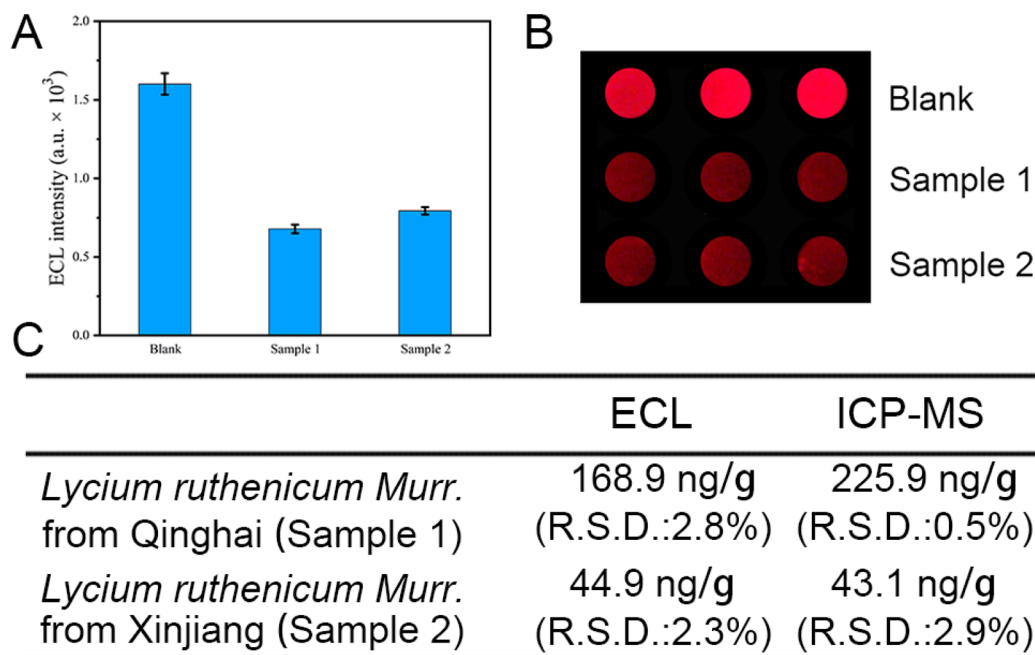 A
ECL intensity (a.u. × 10³)
2.0
1.5
1.0
0.5
0.0
Blank
Sample 1
Sample 2
B
Blank
Sample 1
Sample 2
C
ECL ICP-MS
Lycium ruthenicum Murr. 168.9 ng/g 225.9 ng/g
from Qinghai (Sample 1) (R.S.D.:2.8%) (R.S.D.:0.5%)
Lycium ruthenicum Murr. 44.9 ng/g 43.1 ng/g
from Xinjiang (Sample 2) (R.S.D.:2.3%) (R.S.D.:2.9%)